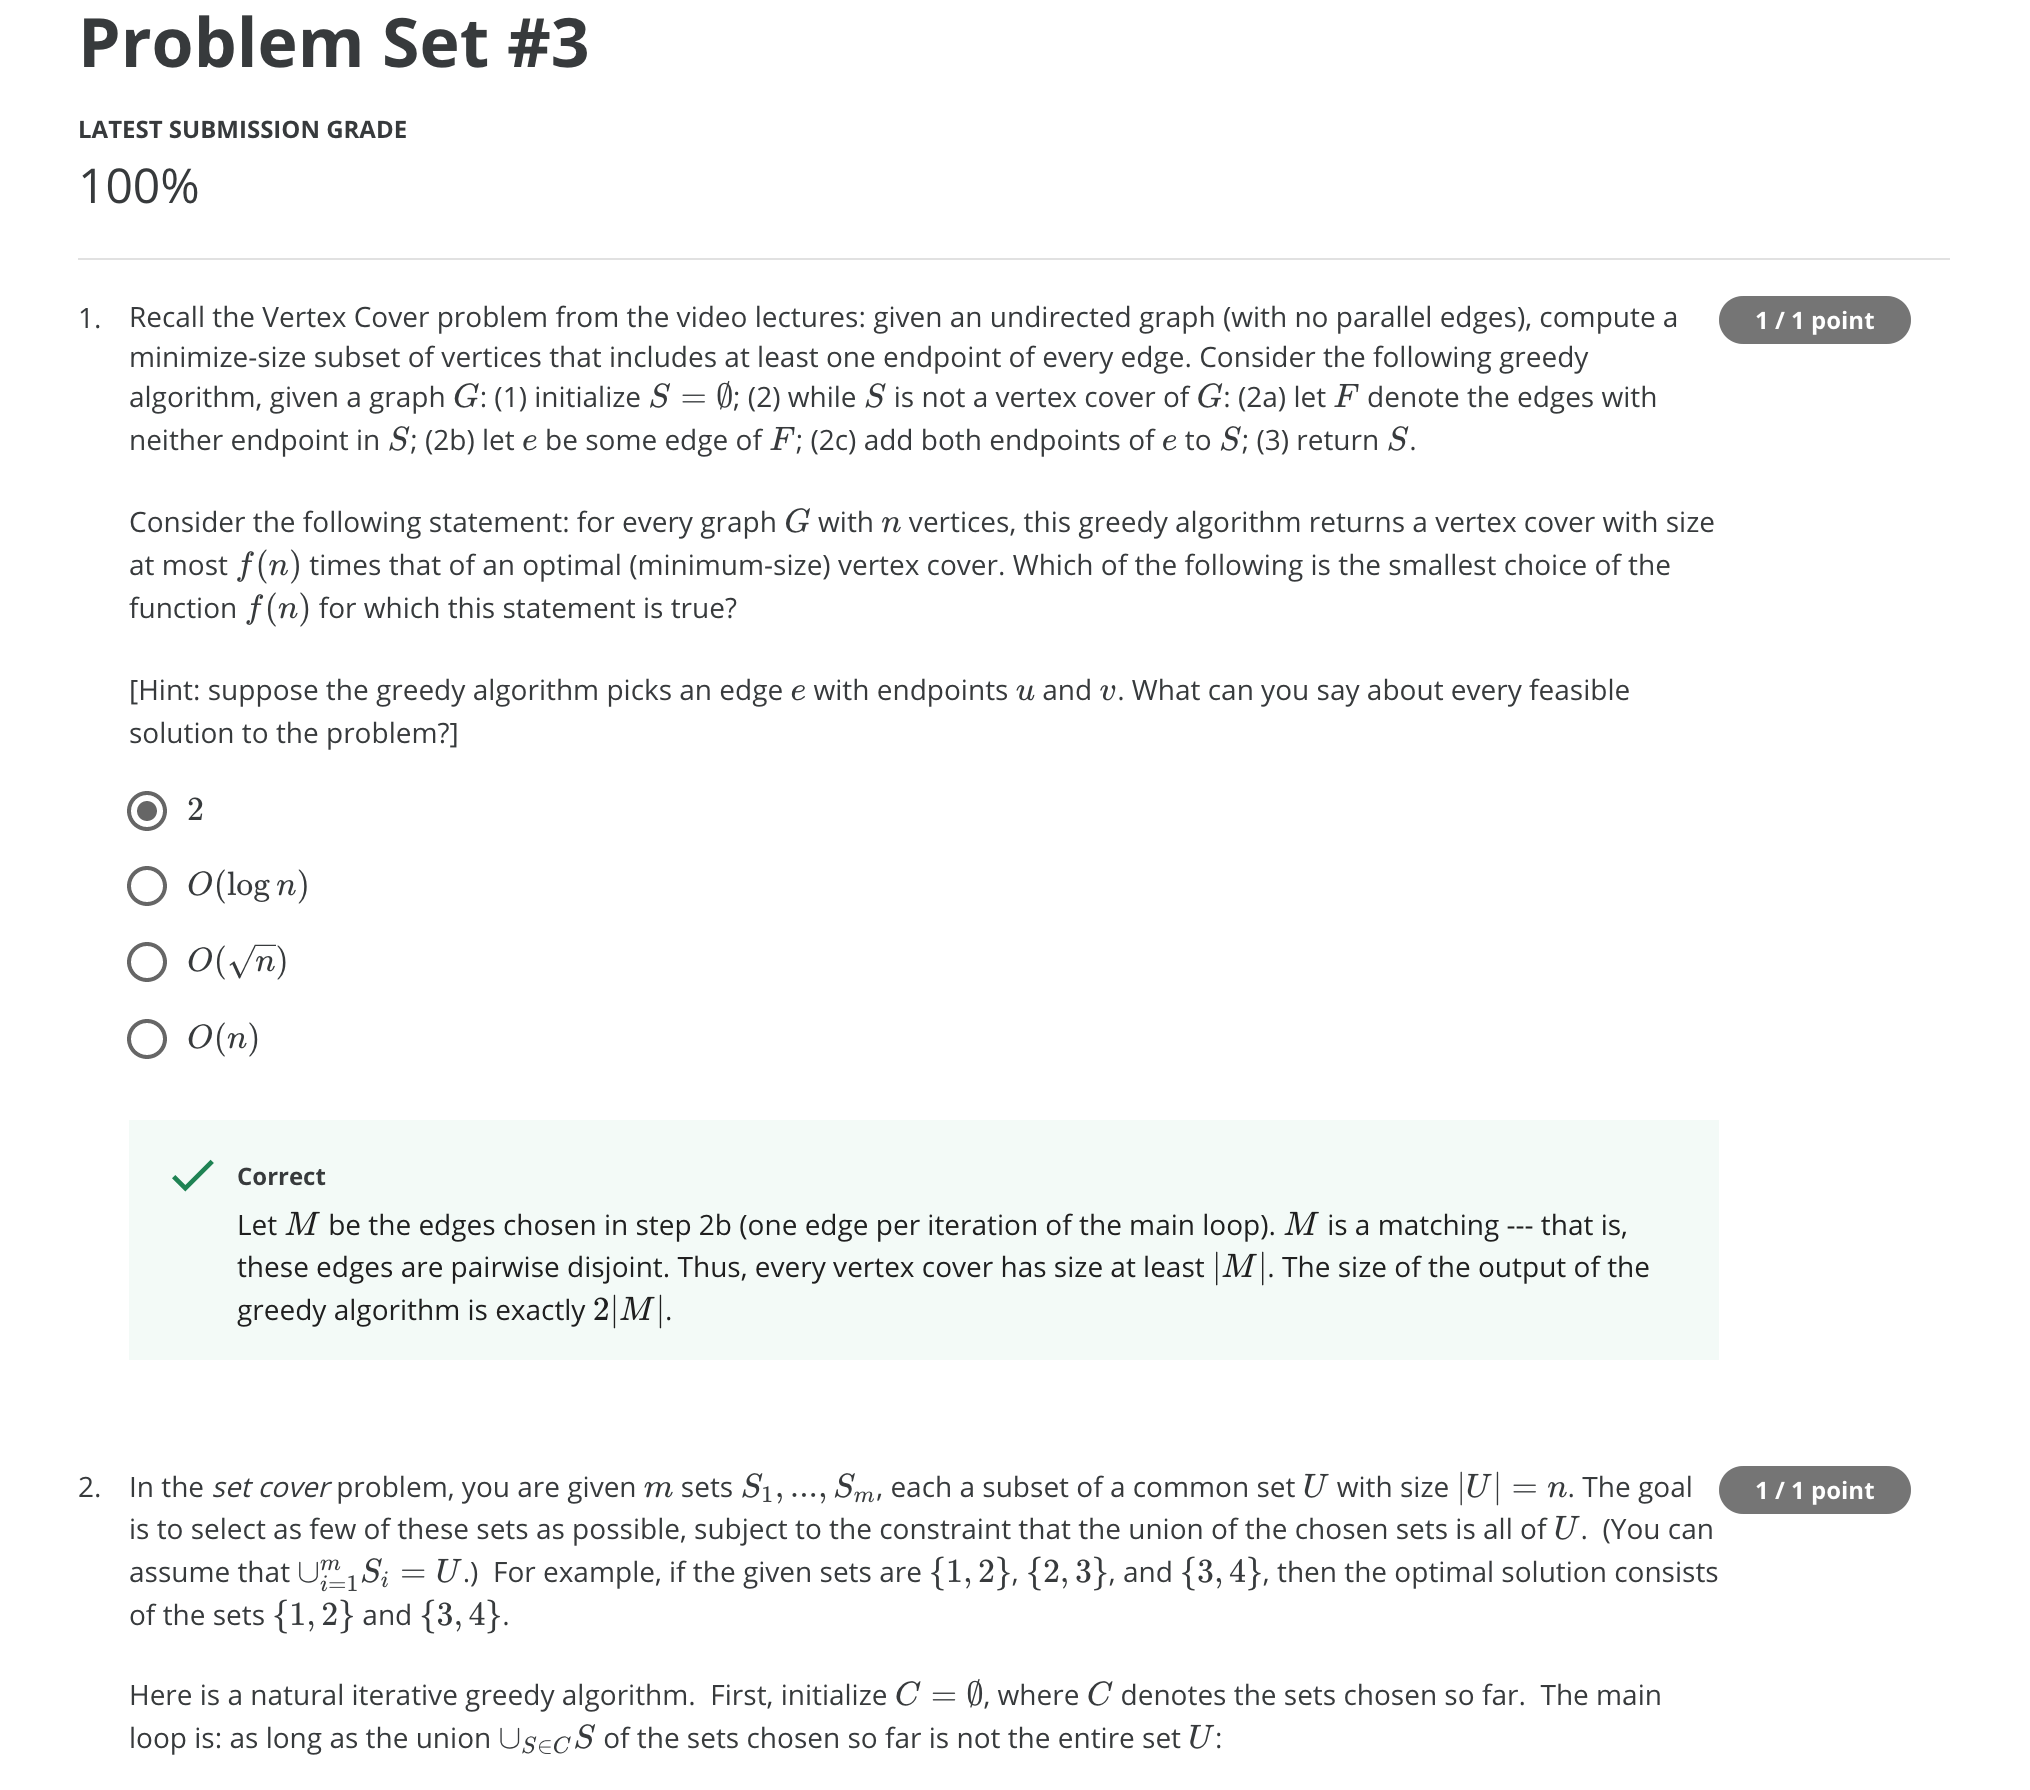 Problem Set #3
LATEST SUBMISSION GRADE
100%
1. Recall the Vertex Cover problem from the video lectures: given an undirected graph (with no parallel edges), compute a 1 / 1 point
minimize-size subset of vertices that includes at least one endpoint of every edge. Consider the following greedy
algorithm, given a graph G: (1) initialize S = ∅; (2) while S is not a vertex cover of G: (2a) let F denote the edges with
neither endpoint in S; (2b) let e be some edge of F; (2c) add both endpoints of e to S; (3) return S.
Consider the following statement: for every graph G with n vertices, this greedy algorithm returns a vertex cover with size
at most f(n) times that of an optimal (minimum-size) vertex cover. Which of the following is the smallest choice of the
function f(n) for which this statement is true?
[Hint: suppose the greedy algorithm picks an edge e with endpoints u and v. What can you say about every feasible
solution to the problem?]
2
O(log n)
O(√n)
O(n)
Correct
Let M be the edges chosen in step 2b (one edge per iteration of the main loop). M is a matching --- that is,
these edges are pairwise disjoint. Thus, every vertex cover has size at least |M|. The size of the output of the
greedy algorithm is exactly 2|M|.
2. In the set cover problem, you are given m sets S₁, ..., Sₘ, each a subset of a common set U with size |U| = n. The goal 1 / 1 point
is to select as few of these sets as possible, subject to the constraint that the union of the chosen sets is all of U. (You can
assume that ∪ᵢ₌₁ᵐ Sᵢ = U.) For example, if the given sets are {1, 2}, {2, 3}, and {3, 4}, then the optimal solution consists
of the sets {1, 2} and {3, 4}.
Here is a natural iterative greedy algorithm. First, initialize C = ∅, where C denotes the sets chosen so far. The main
loop is: as long as the union ∪_{S∈C} S of the sets chosen so far is not the entire set U: